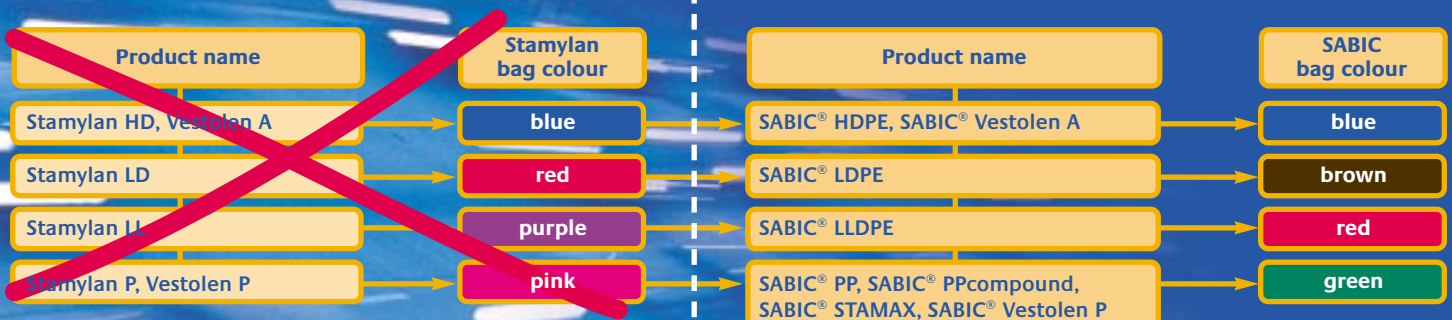 Product name
Stamylan
bag colour
Product name
SABIC
bag colour
Stamylan HD, Vestolen A
blue
SABIC® HDPE, SABIC® Vestolen A
blue
Stamylan LD
red
SABIC® LDPE
brown
Stamylan LL
purple
SABIC® LLDPE
red
Stamylan P, Vestolen P
pink
SABIC® PP, SABIC® PPcompound,
SABIC® STAMAX, SABIC® Vestolen P
green